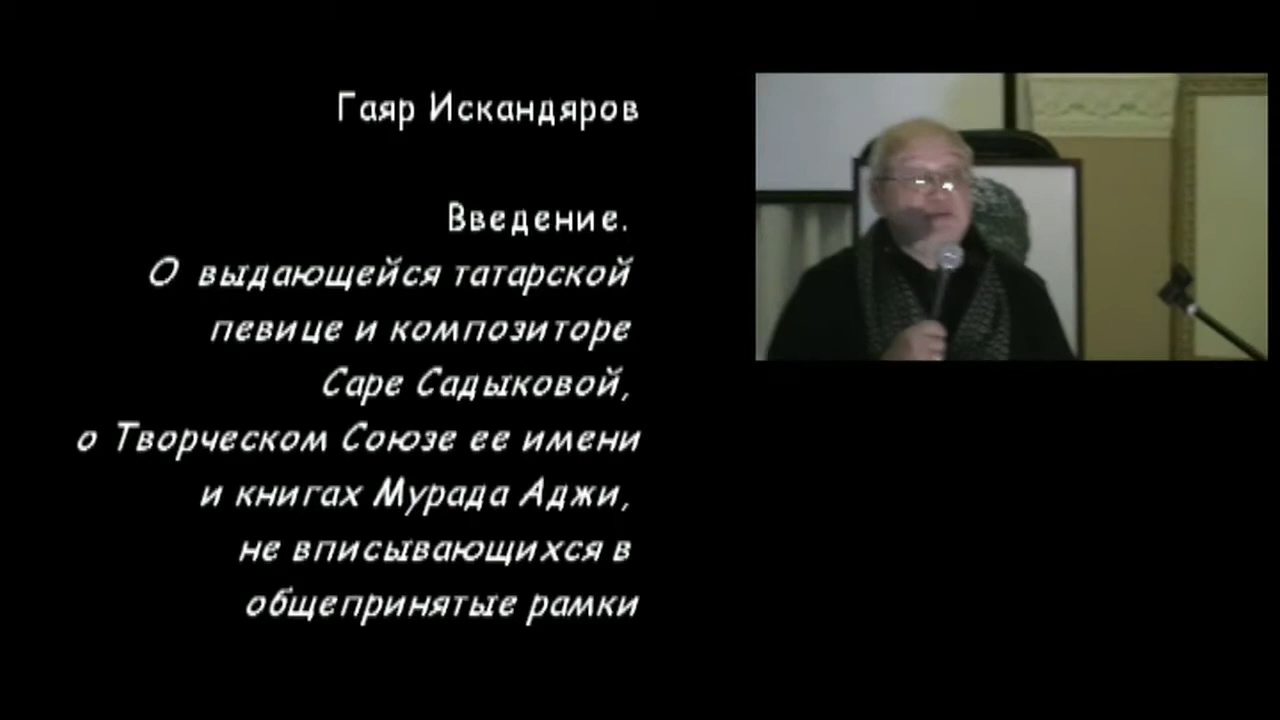 Гаяр Искандяров
Введение.
О выдающейся татарской
певице и композиторе
Саре Садыковой,
о Творческом Союзе ее имени
и книгах Мурада Аджи,
не вписывающихся в
общепринятые рамки